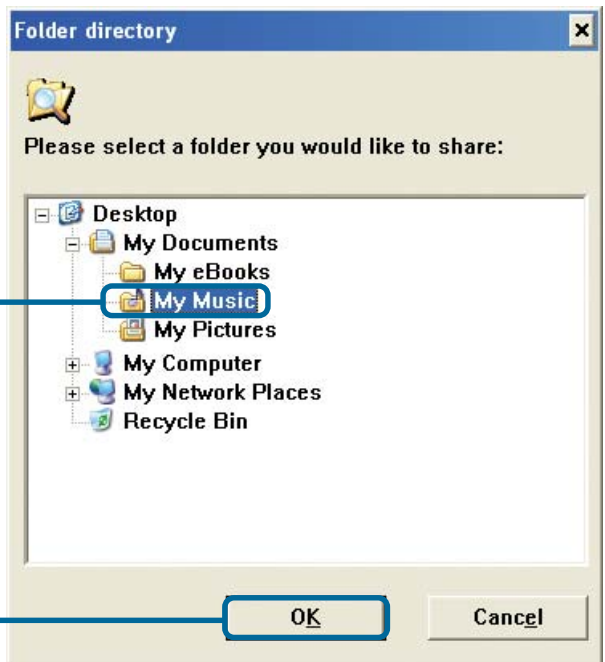 Folder directory
Please select a folder you would like to share:
Desktop
My Documents
My eBooks
My Music
My Pictures
My Computer
My Network Places
Recycle Bin
OK Cancel